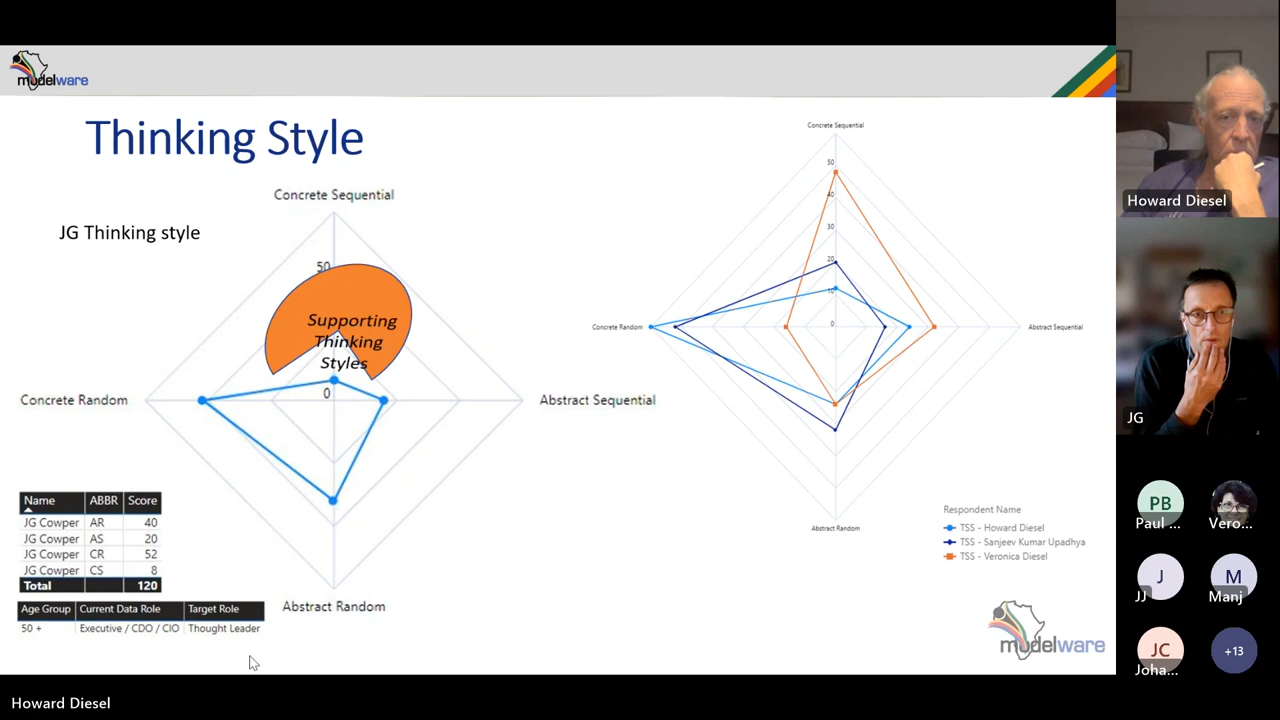 modelware
Thinking Style
JG Thinking style
Concrete Sequential
50
Supporting
Thinking
Styles
0
Concrete Random
Abstract Sequential
Abstract Random
Name ABBR Score
JG Cowper AR 40
JG Cowper AS 20
JG Cowper CR 52
JG Cowper CS 8
Total 120
Age Group Current Data Role Target Role
50 + Executive / CDO / CIO Thought Leader
Concrete Sequential
50
40
30
20
10
0
Concrete Random
Abstract Sequential
Abstract Random
Respondent Name
TSS - Howard Diesel
TSS - Sanjeev Kumar Upadhya
TSS - Veronica Diesel
modelware
Howard Diesel
JG
PB
Paul ...
Vero...
J
JJ
M
Manj
JC
Joha...
+13
Howard Diesel